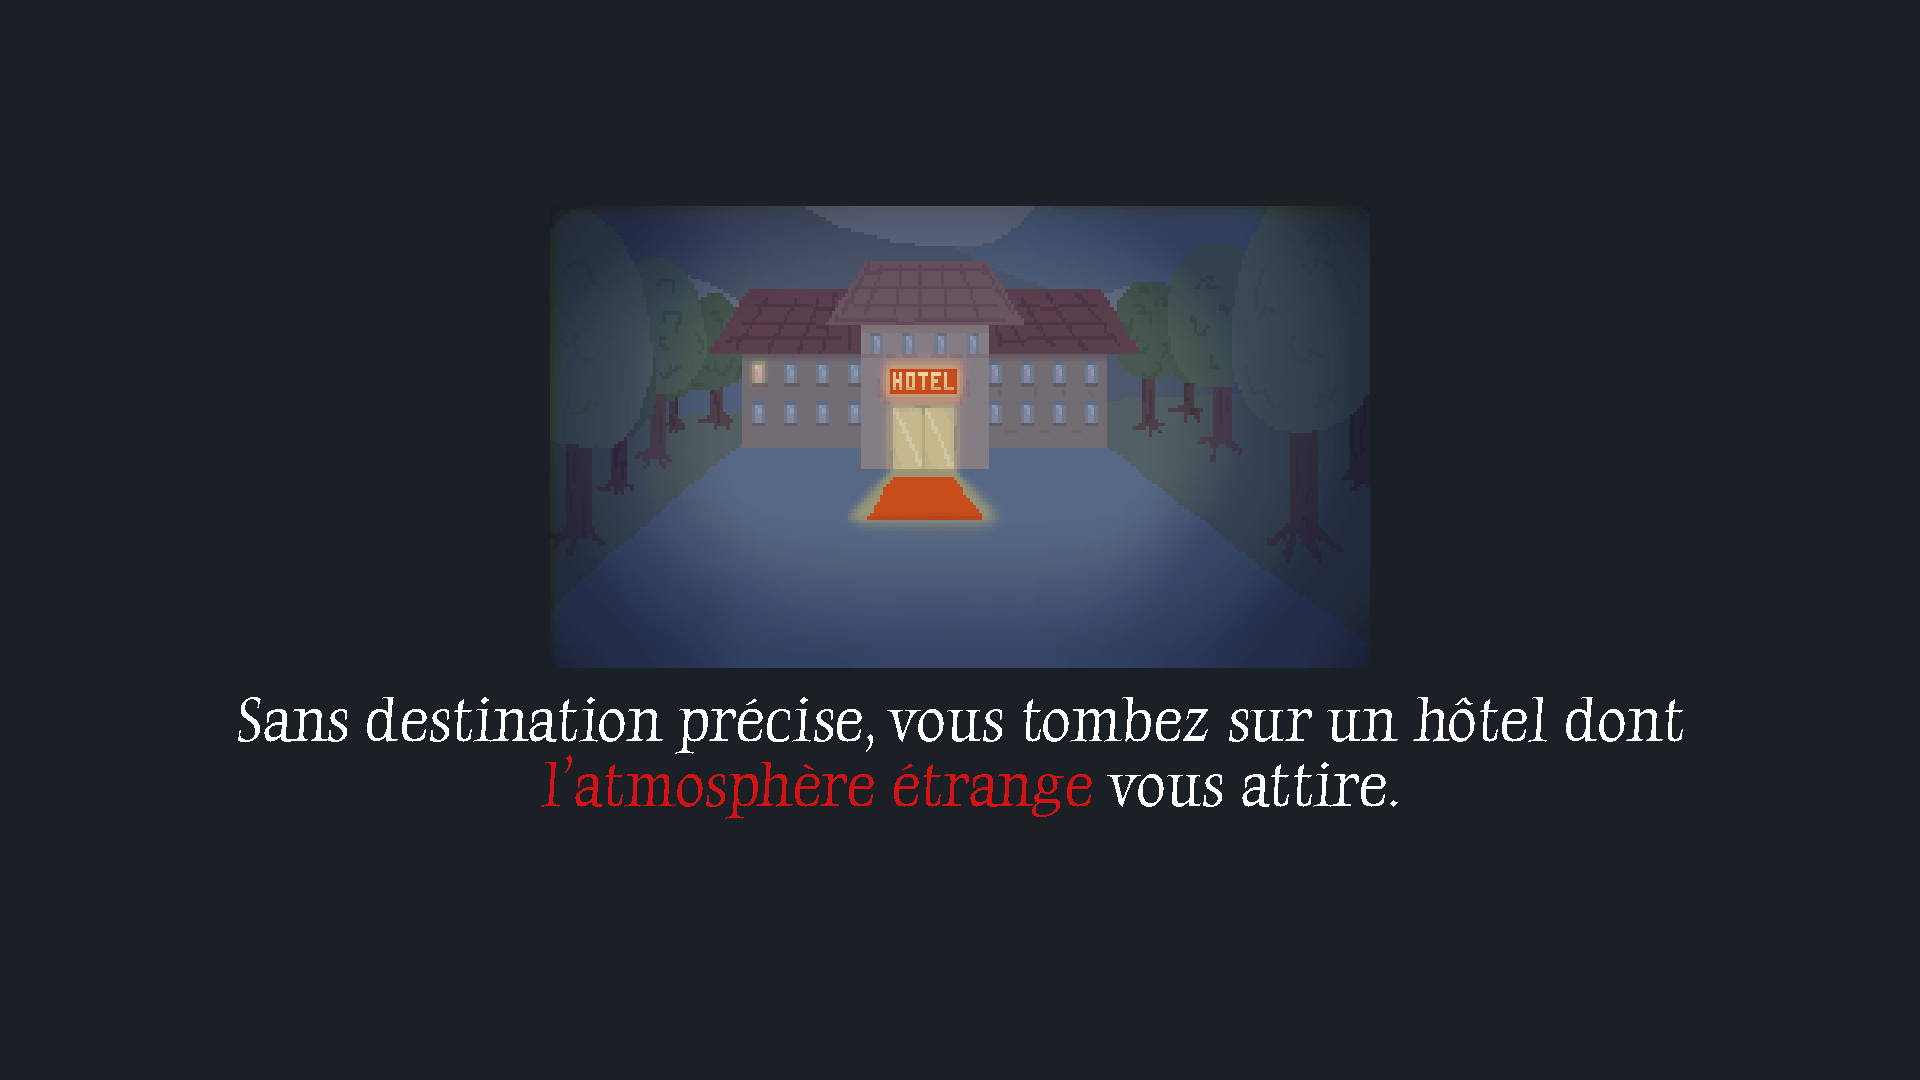 HOTEL
Sans destination précise, vous tombez sur un hôtel dont
l'atmosphère étrange vous attire.